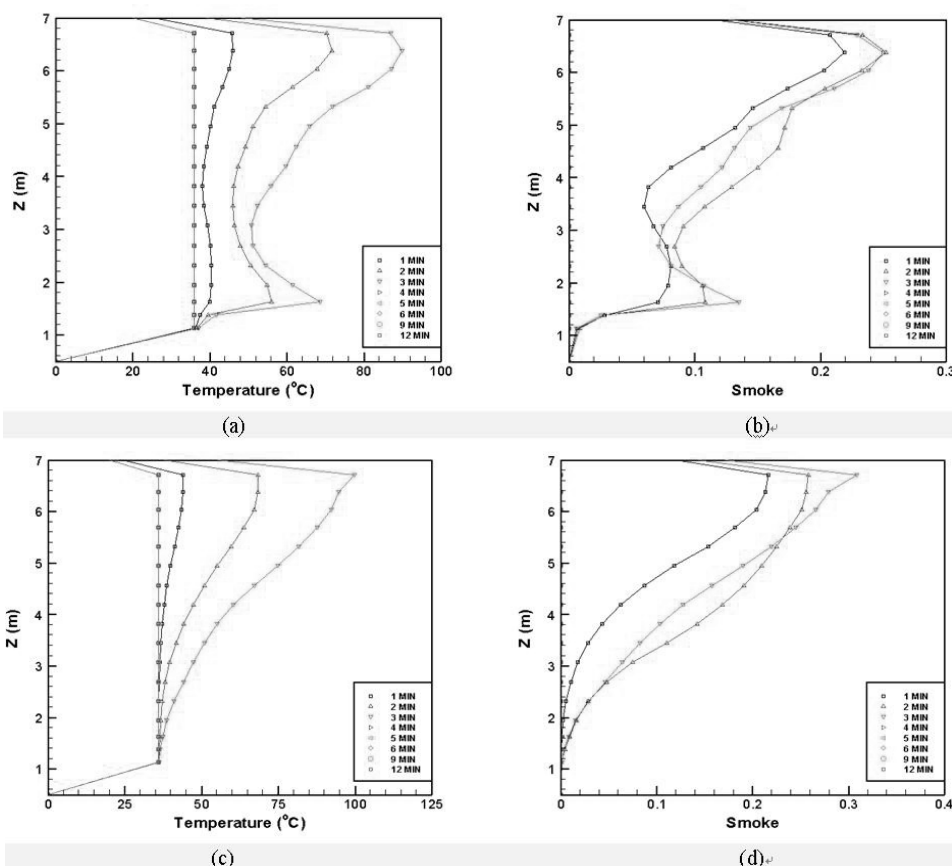 7
6
5
4
3
2
1
Z (m)
0 20 40 60 80 100
Temperature (°C)
1 MIN
2 MIN
3 MIN
4 MIN
5 MIN
6 MIN
9 MIN
12 MIN
(a)
7
6
5
4
3
2
1
Z (m)
0 0.1 0.2 0.3
Smoke
1 MIN
2 MIN
3 MIN
4 MIN
5 MIN
6 MIN
9 MIN
12 MIN
(b)
7
6
5
4
3
2
1
Z (m)
0 25 50 75 100 125
Temperature (°C)
1 MIN
2 MIN
3 MIN
4 MIN
5 MIN
6 MIN
9 MIN
12 MIN
(c)
7
6
5
4
3
2
1
Z (m)
0 0.1 0.2 0.3 0.4
Smoke
1 MIN
2 MIN
3 MIN
4 MIN
5 MIN
6 MIN
9 MIN
12 MIN
(d)